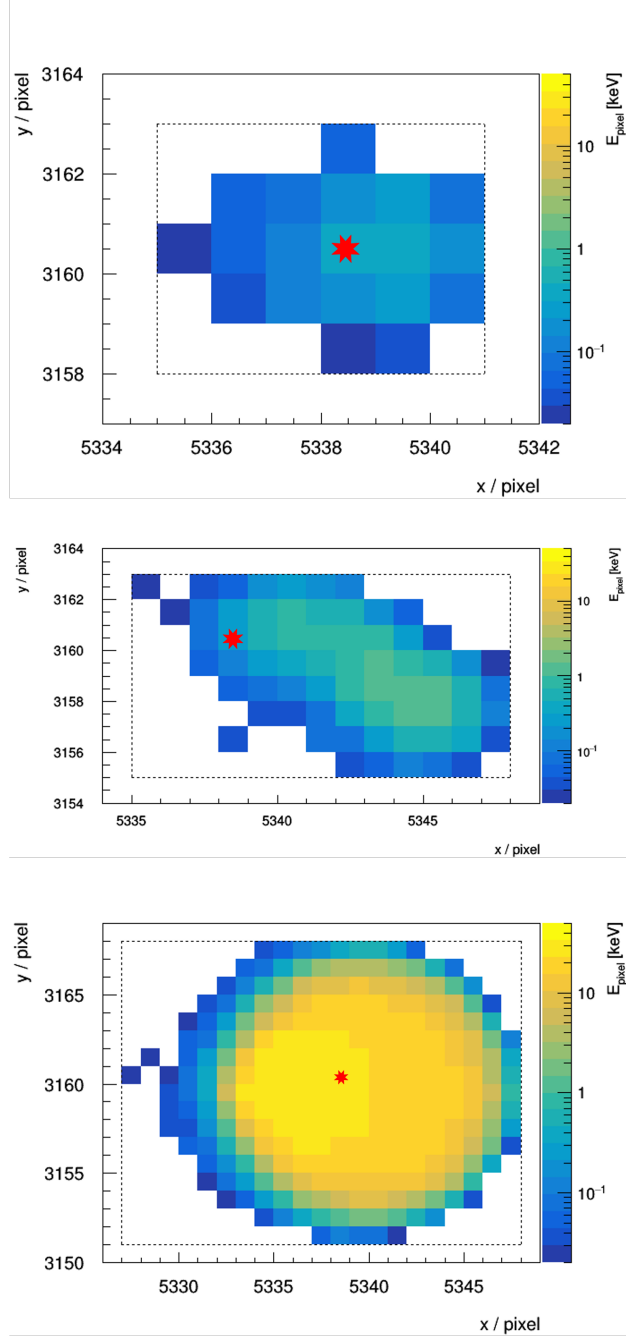 y / pixel
E_pixel [keV]
3164
3162
3160
3158
10
1
10⁻¹
5334 5336 5338 5340 5342
x / pixel
y / pixel
E_pixel [keV]
3164
3162
3160
3158
3156
3154
10
1
10⁻¹
5335 5340 5345
x / pixel
y / pixel
E_pixel [keV]
3165
3160
3155
3150
10
1
10⁻¹
5330 5335 5340 5345
x / pixel